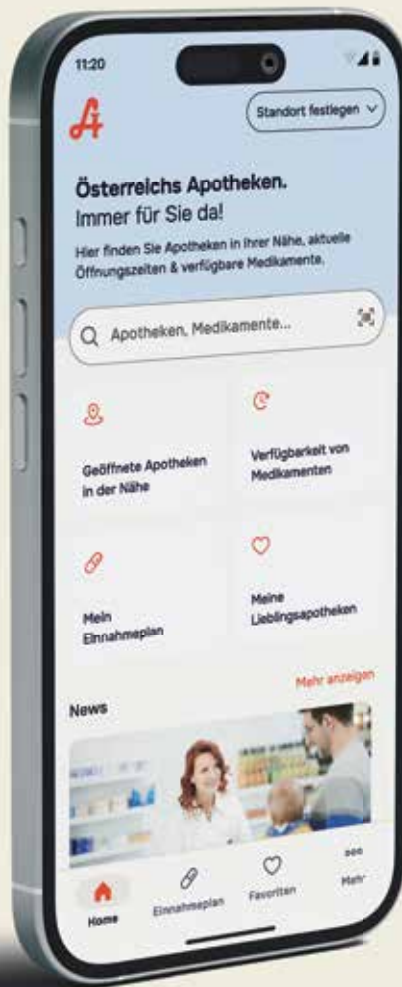 11:20
Standort festlegen
Österreichs Apotheken.
Immer für Sie da!
Hier finden Sie Apotheken in Ihrer Nähe, aktuelle
Öffnungszeiten & verfügbare Medikamente.
Apotheken, Medikamente...
Geöffnete Apotheken
in der Nähe
Verfügbarkeit von
Medikamenten
Mein
Einnahmeplan
Meine
Lieblingsapotheken
News
Mehr anzeigen
Home
Einnahmeplan
Favoriten
Mehr